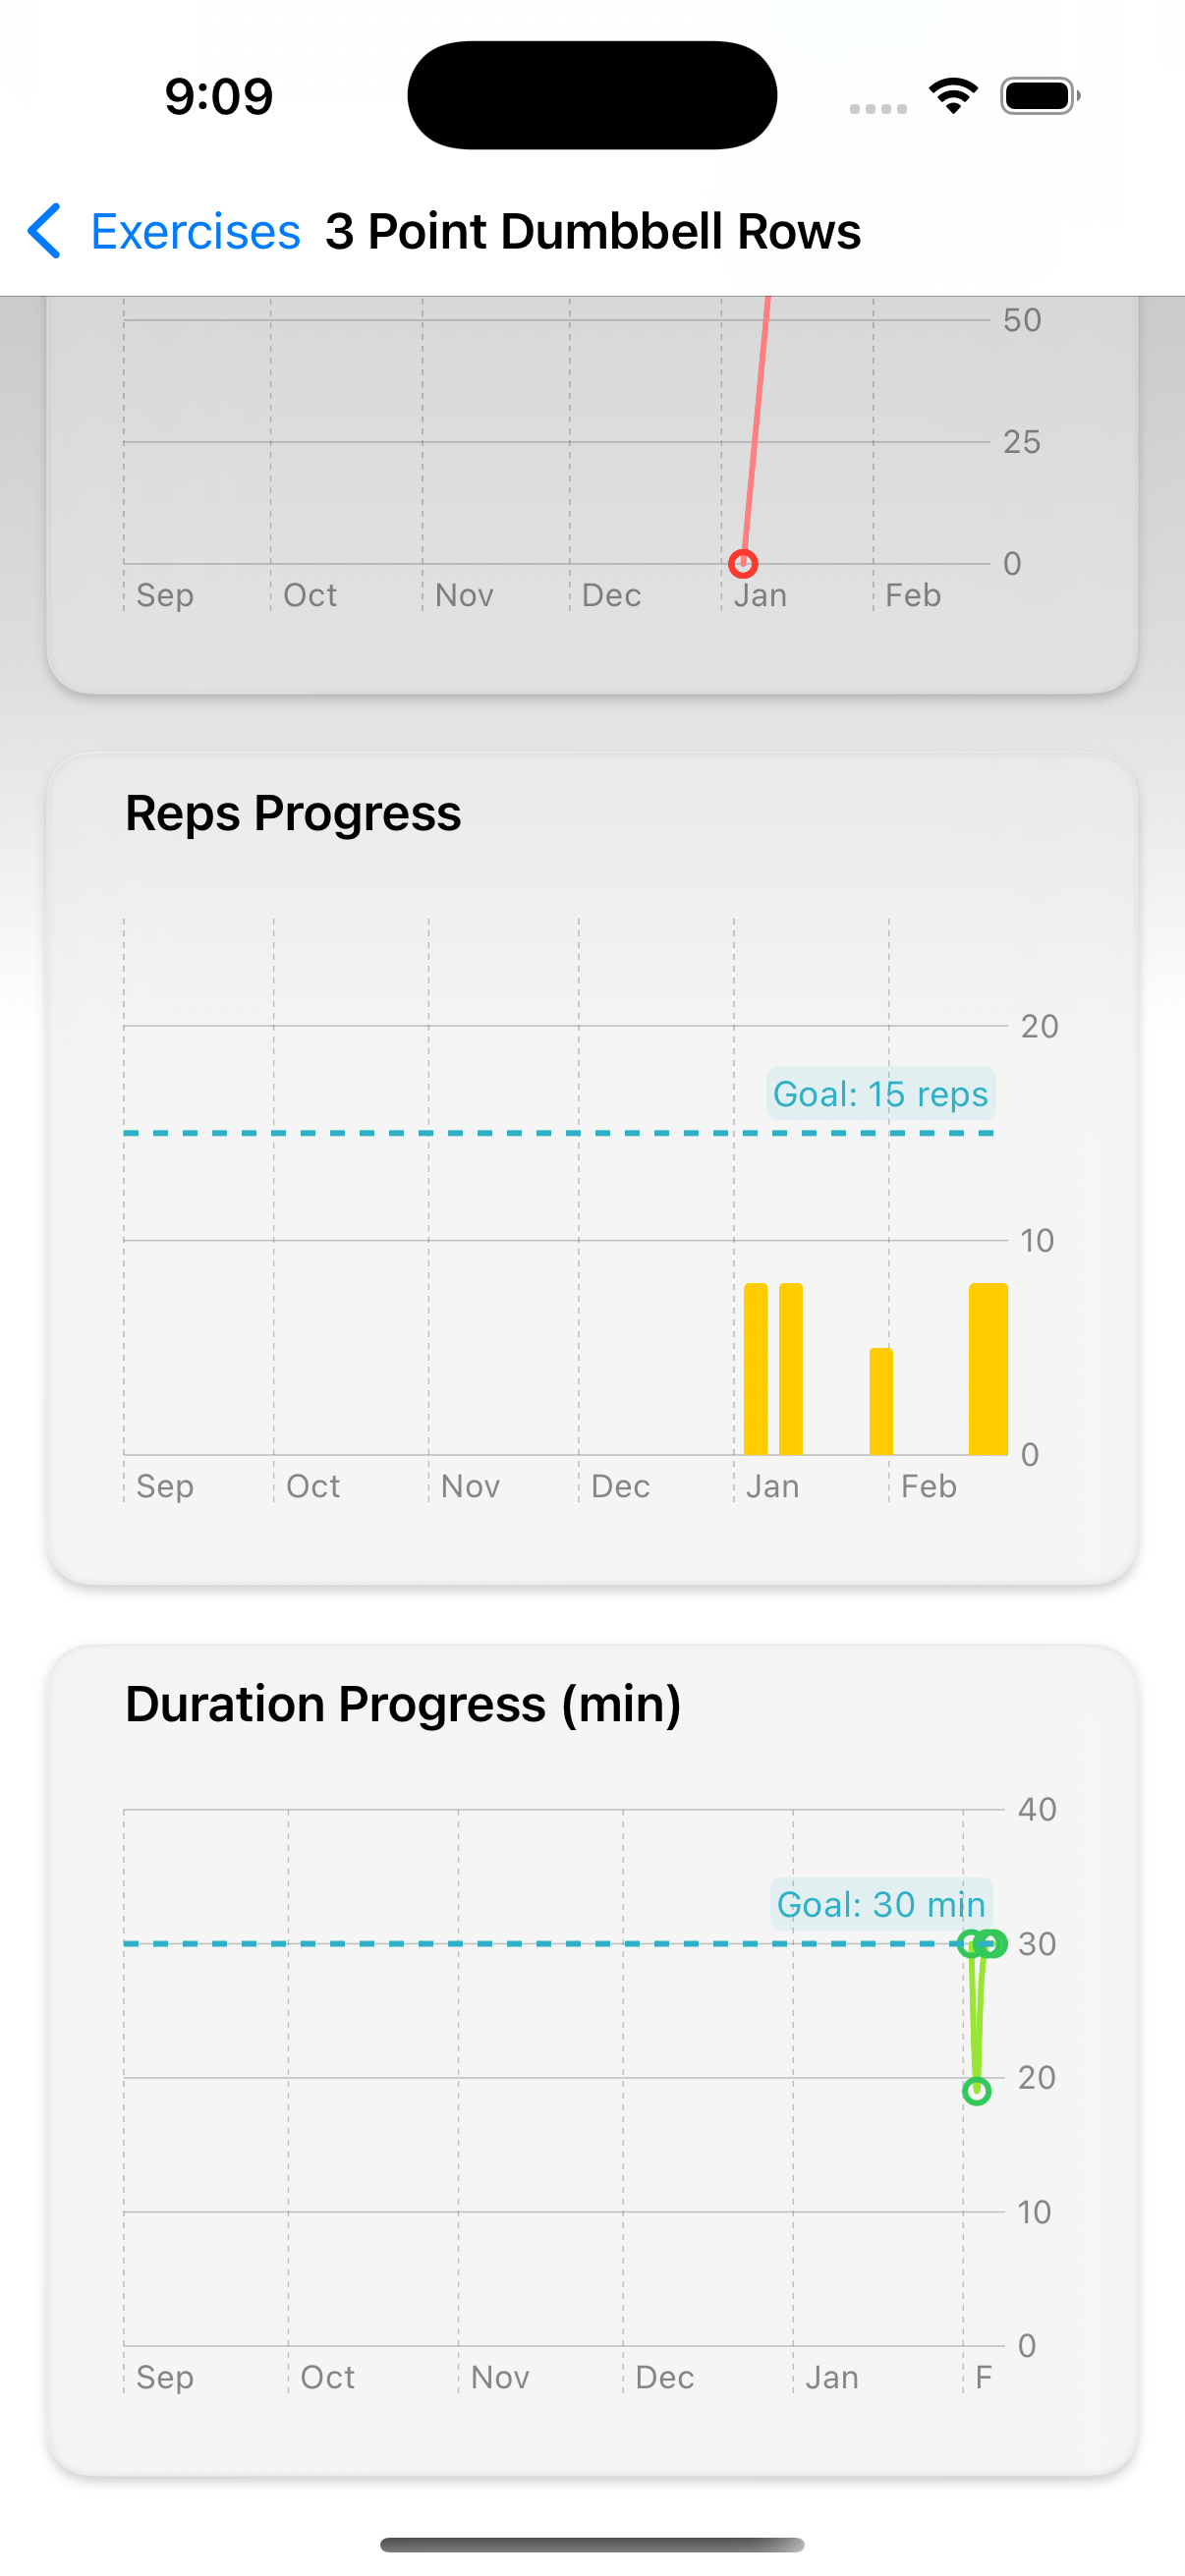 9:09
Exercises 3 Point Dumbbell Rows
50
25
0
Sep Oct Nov Dec Jan Feb
Reps Progress
20
Goal: 15 reps
10
0
Sep Oct Nov Dec Jan Feb
Duration Progress (min)
40
Goal: 30 min
30
20
10
0
Sep Oct Nov Dec Jan F